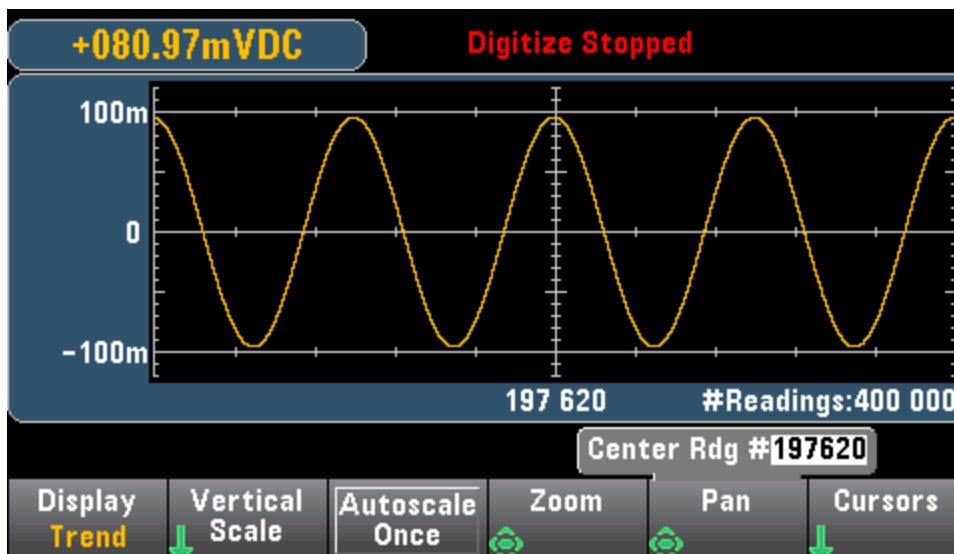 +080.97mVDC
Digitize Stopped
100m
0
-100m
197 620
#Readings:400 000
Center Rdg #197620
Display
Trend
Vertical
Scale
Autoscale
Once
Zoom
Pan
Cursors